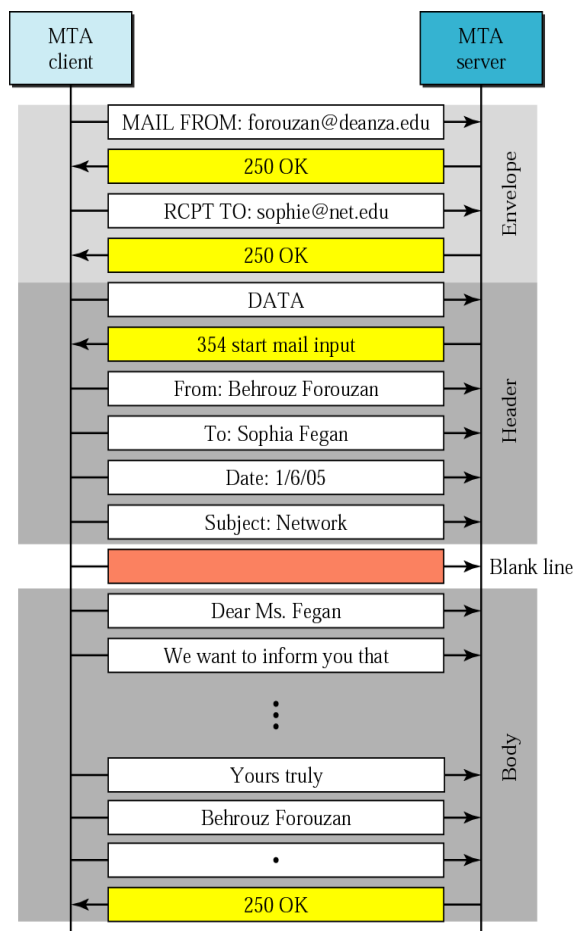 MTA
client
MTA
server
MAIL FROM: forouzan@deanza.edu
250 OK
RCPT TO: sophie@net.edu
250 OK
Envelope
DATA
354 start mail input
From: Behrouz Forouzan
To: Sophia Fegan
Date: 1/6/05
Subject: Network
Header
Blank line
Dear Ms. Fegan
We want to inform you that
⋮
Yours truly
Behrouz Forouzan
•
250 OK
Body